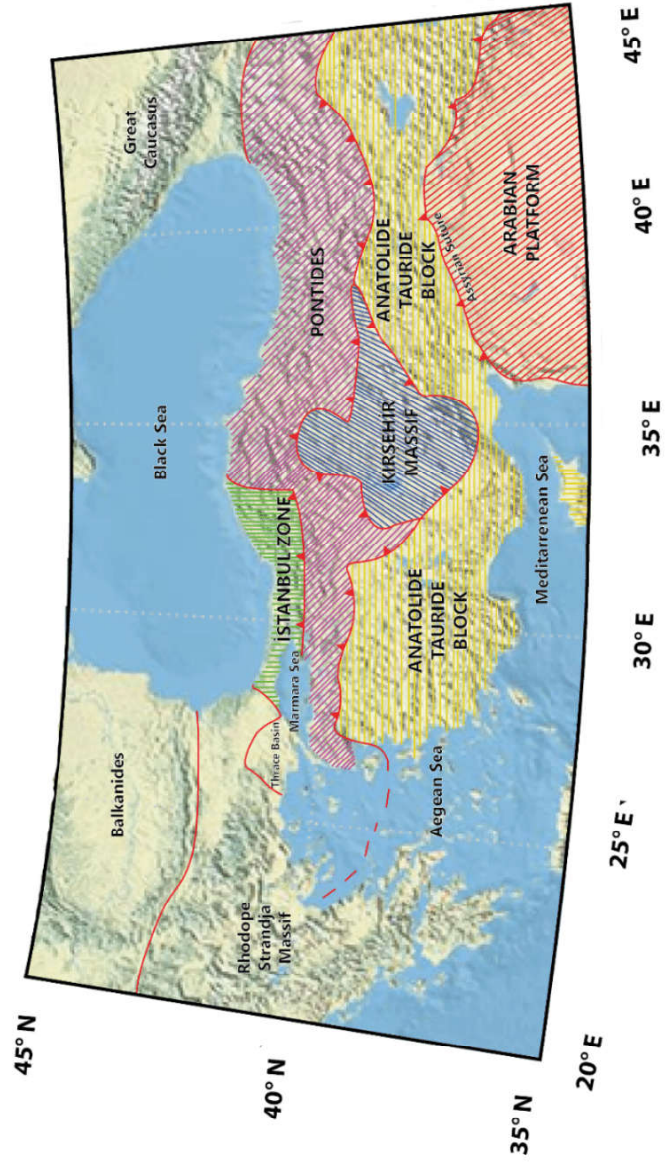 45° N
40° N
35° N
20° E
25° E
30° E
35° E
40° E
45° E
Balkanides
Black Sea
Great
Caucasus
Rhodope
Strandja
Massif
Thrace Basin
Marmara Sea
İSTANBUL ZONE
PONTIDES
KIRSEHIR
MASSIF
ANATOLIDE
TAURIDE
BLOCK
ANATOLIDE
TAURIDE
BLOCK
Assyrian Suture
ARABIAN
PLATFORM
Aegean Sea
Meditarrenean Sea